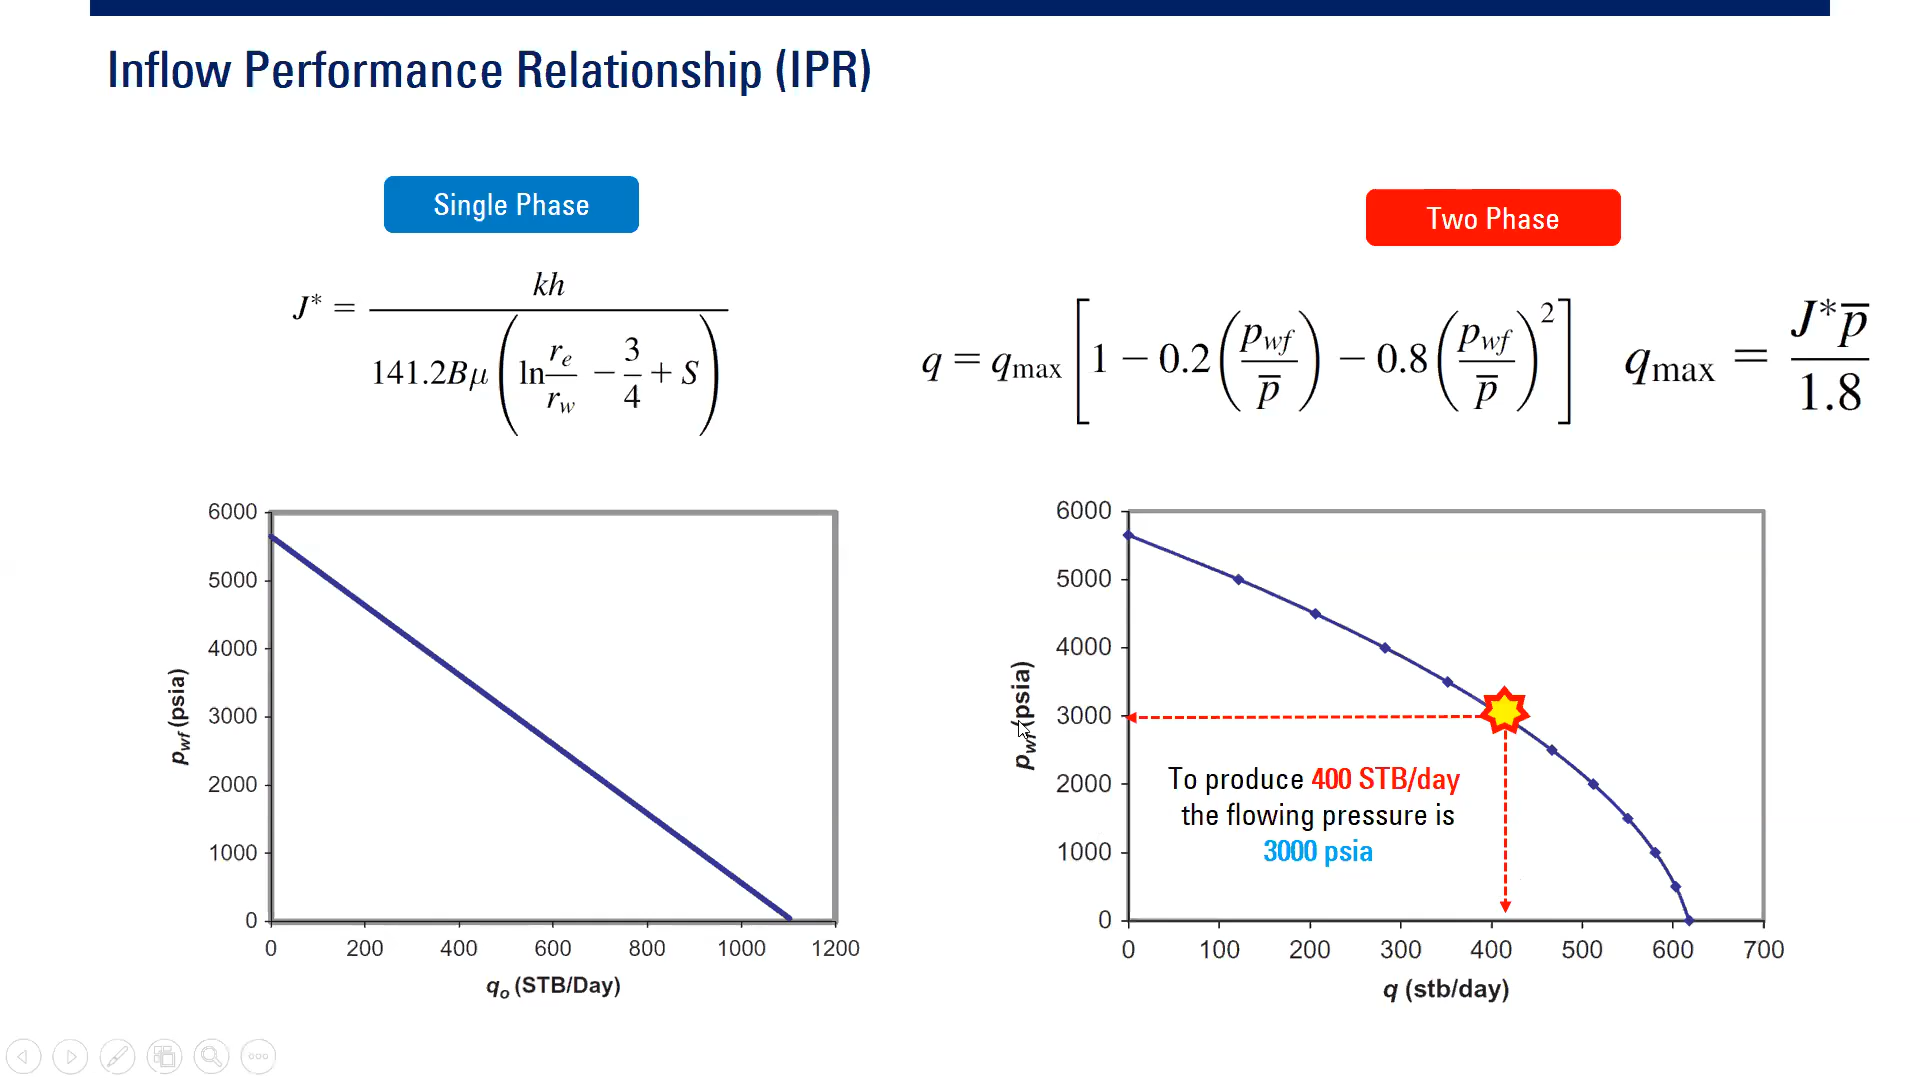 Inflow Performance Relationship (IPR)
Single Phase
J* = kh / 141.2Bμ (ln re/rw − 3/4 + S)
Two Phase
q = qmax [1 − 0.2 (pwf/p̅) − 0.8 (pwf/p̅)²]
qmax = J*p̅ / 1.8
6000
5000
4000
3000
2000
1000
0
pwf (psia)
0 200 400 600 800 1000 1200
qo (STB/Day)
6000
5000
4000
3000
2000
1000
0
pwf (psia)
To produce 400 STB/day
the flowing pressure is
3000 psia
0 100 200 300 400 500 600 700
q (stb/day)